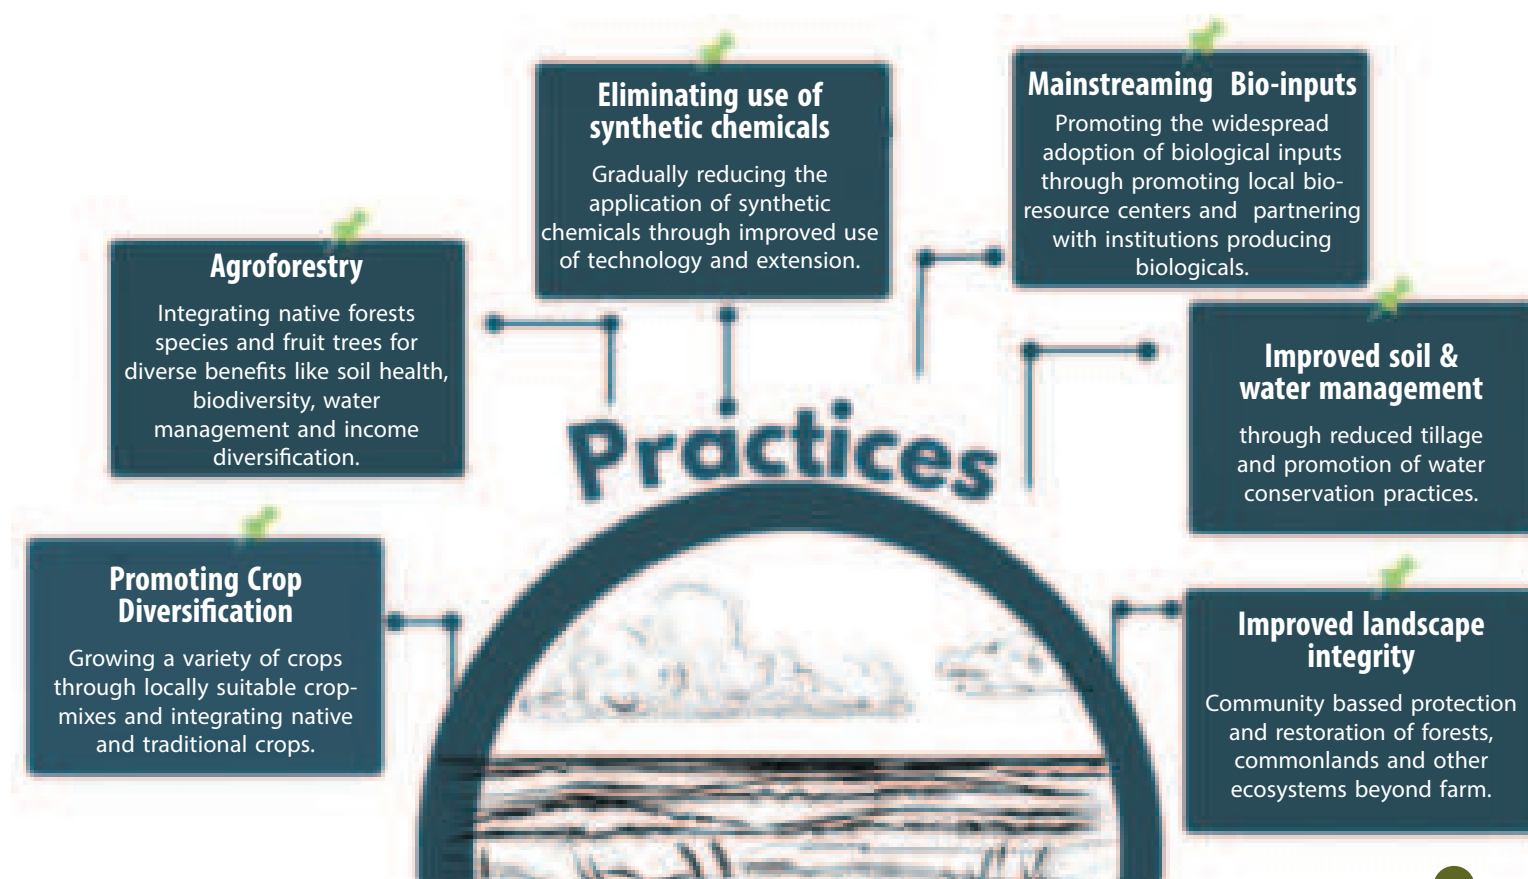 Eliminating use of
synthetic chemicals
Gradually reducing the
application of synthetic
chemicals through improved use
of technology and extension.
Mainstreaming Bio-inputs
Promoting the widespread
adoption of biological inputs
through promoting local bio-
resource centers and partnering
with institutions producing
biologicals.
Agroforestry
Integrating native forests
species and fruit trees for
diverse benefits like soil health,
biodiversity, water
management and income
diversification.
Improved soil &
water management
through reduced tillage
and promotion of water
conservation practices.
Practices
Promoting Crop
Diversification
Growing a variety of crops
through locally suitable crop-
mixes and integrating native
and traditional crops.
Improved landscape
integrity
Community bassed protection
and restoration of forests,
commonlands and other
ecosystems beyond farm.